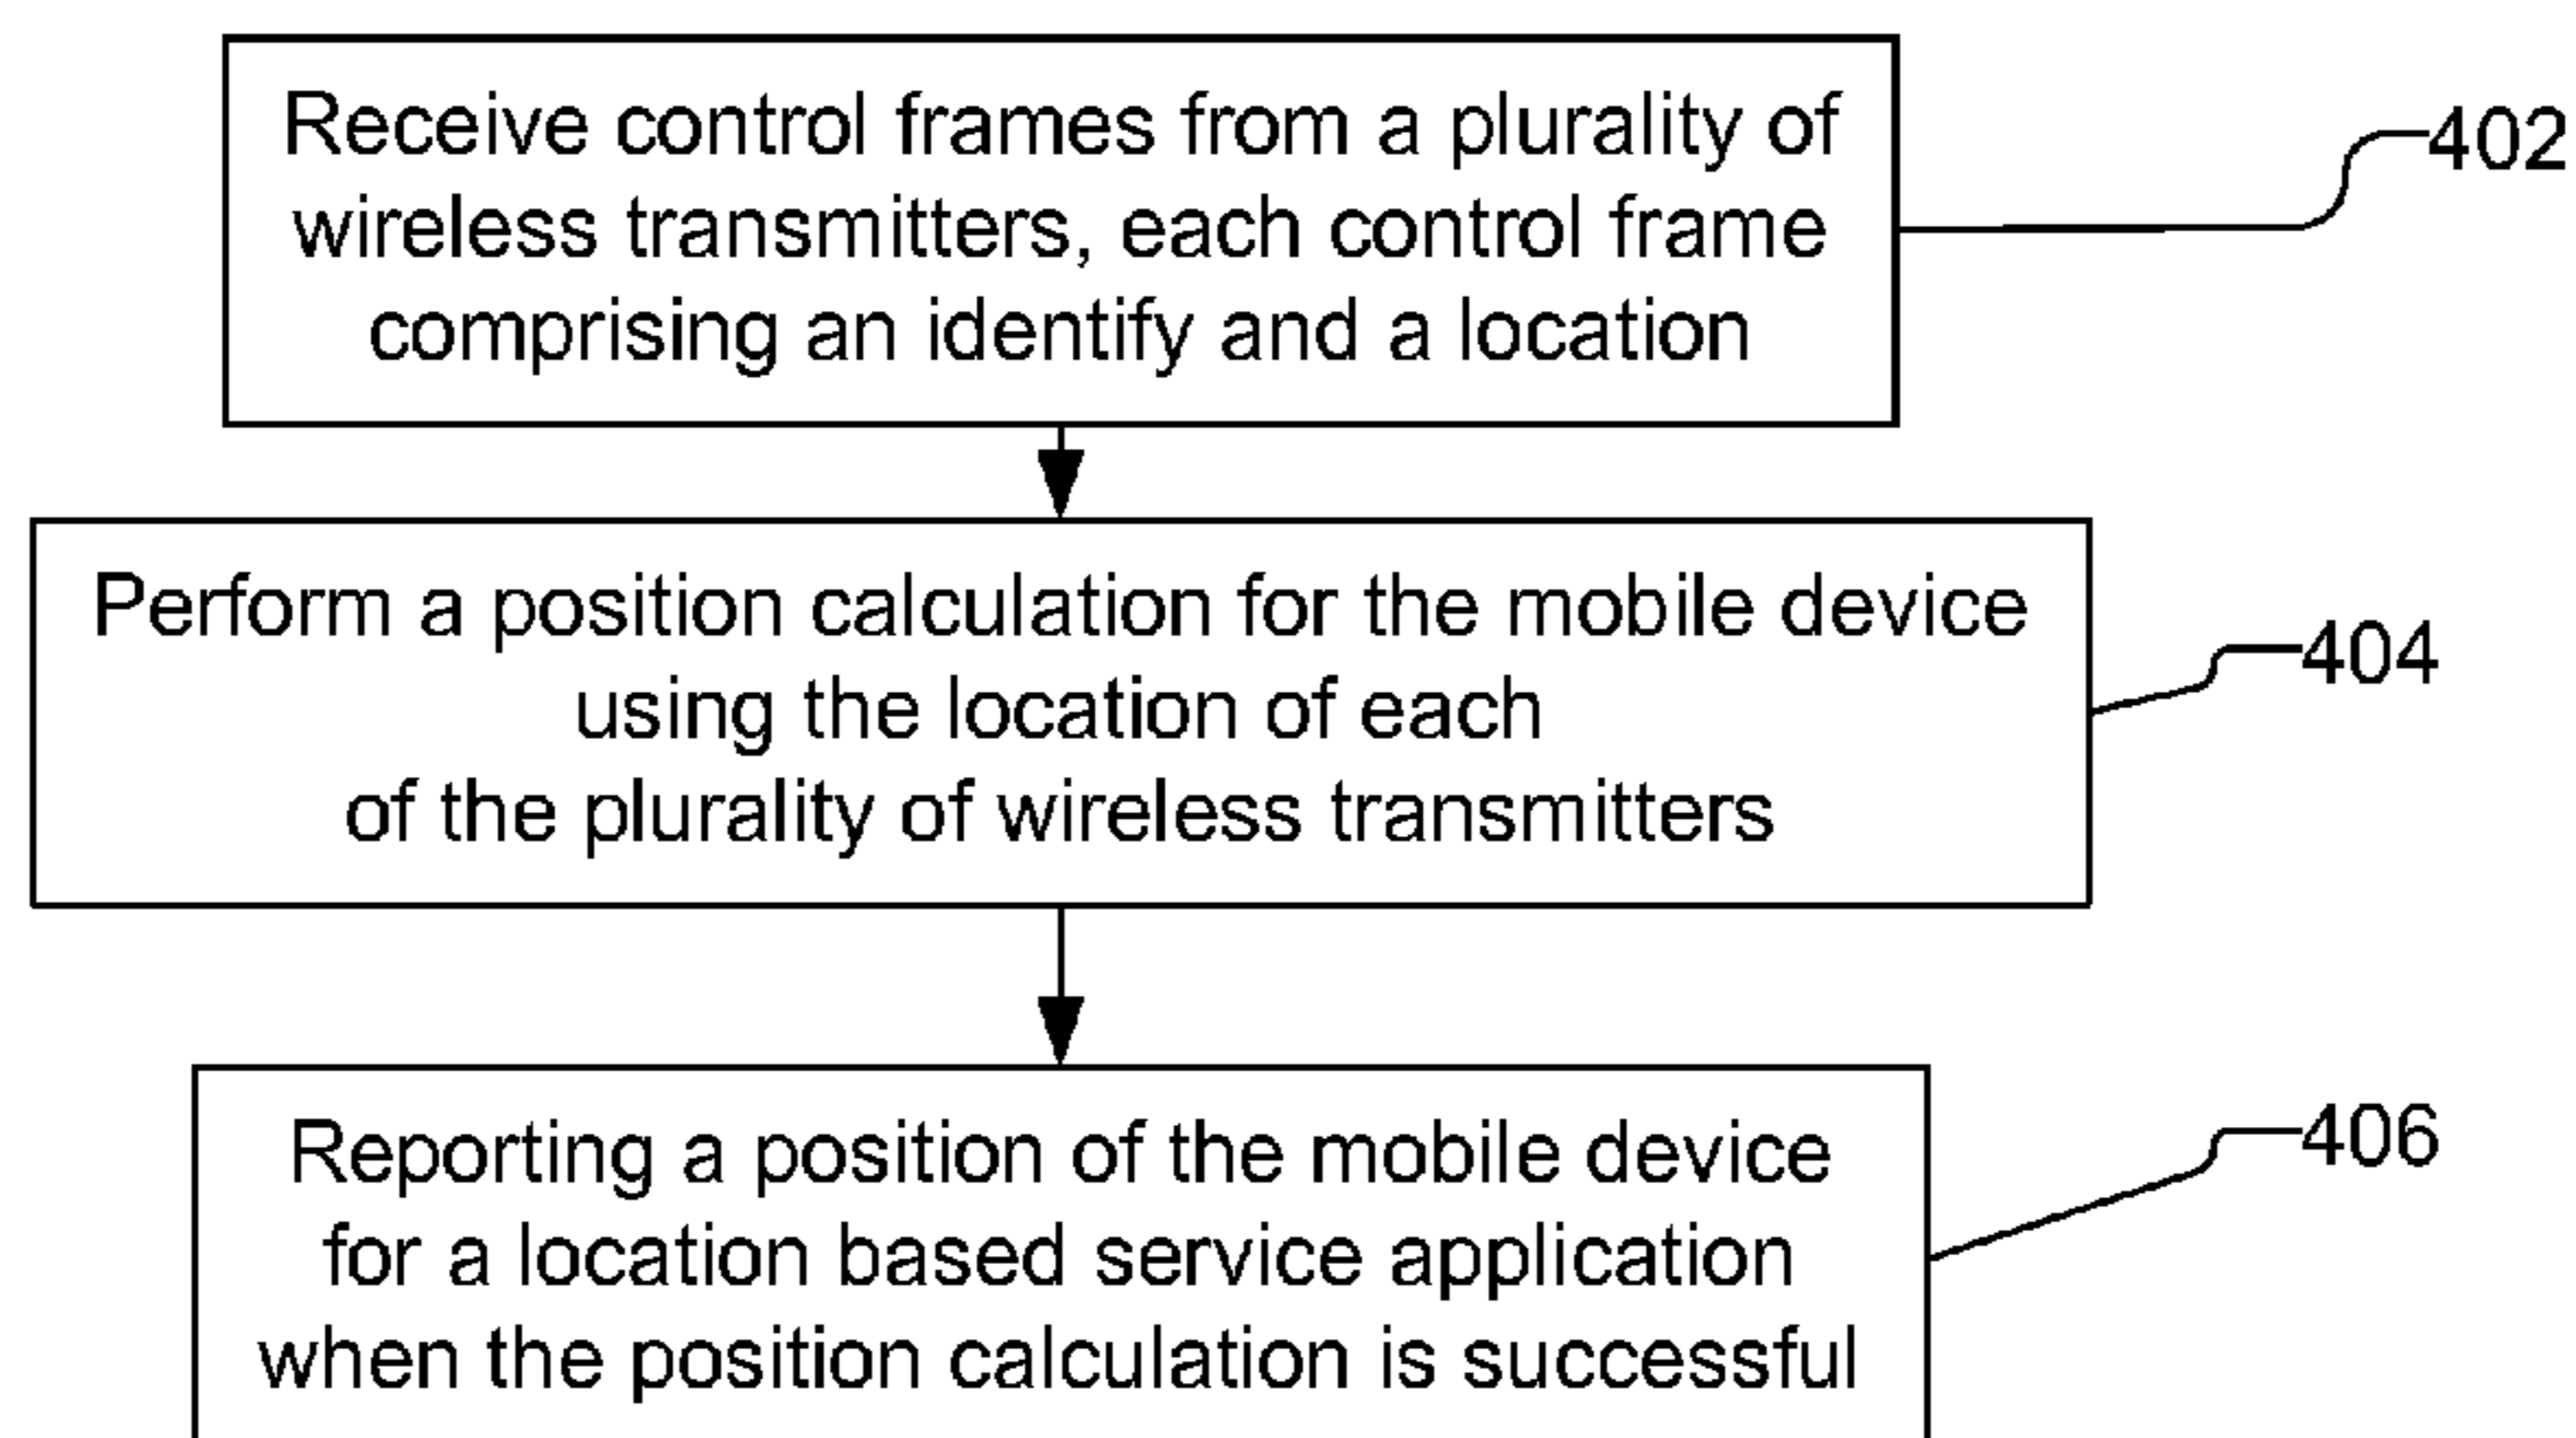 Receive control frames from a plurality of
wireless transmitters, each control frame
comprising an identify and a location
402
Perform a position calculation for the mobile device
using the location of each
of the plurality of wireless transmitters
404
Reporting a position of the mobile device
for a location based service application
when the position calculation is successful
406